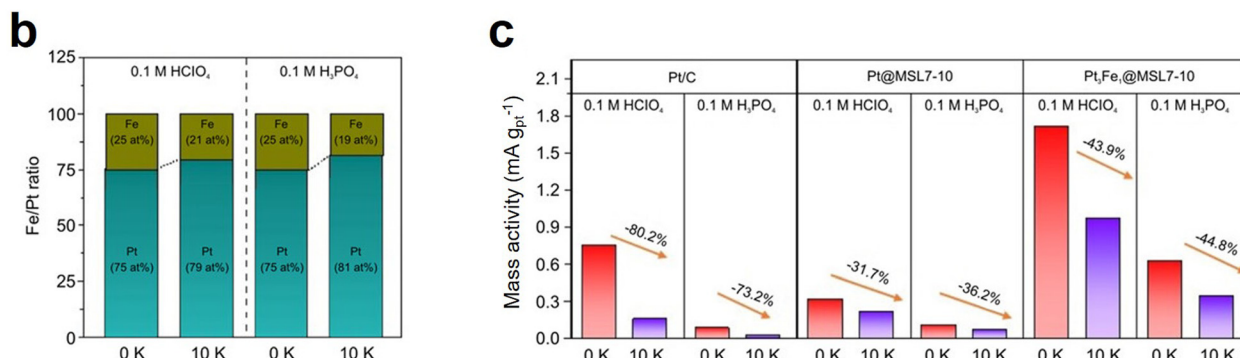 b
125
100
75
50
25
0
Fe/Pt ratio
0.1 M HClO₄
0.1 M H₃PO₄
Fe
(25 at%)
Fe
(21 at%)
Fe
(25 at%)
Fe
(19 at%)
Pt
(75 at%)
Pt
(79 at%)
Pt
(75 at%)
Pt
(81 at%)
0 K
10 K
0 K
10 K
c
Mass activity (mA gₚₜ⁻¹)
2.1
1.8
1.5
1.2
0.9
0.6
0.3
0.0
Pt/C
Pt@MSL7-10
Pt₃Fe₁@MSL7-10
0.1 M HClO₄
0.1 M H₃PO₄
0.1 M HClO₄
0.1 M H₃PO₄
0.1 M HClO₄
0.1 M H₃PO₄
-80.2%
-73.2%
-31.7%
-36.2%
-43.9%
-44.8%
0 K
10 K
0 K
10 K
0 K
10 K
0 K
10 K
0 K
10 K
0 K
10 K